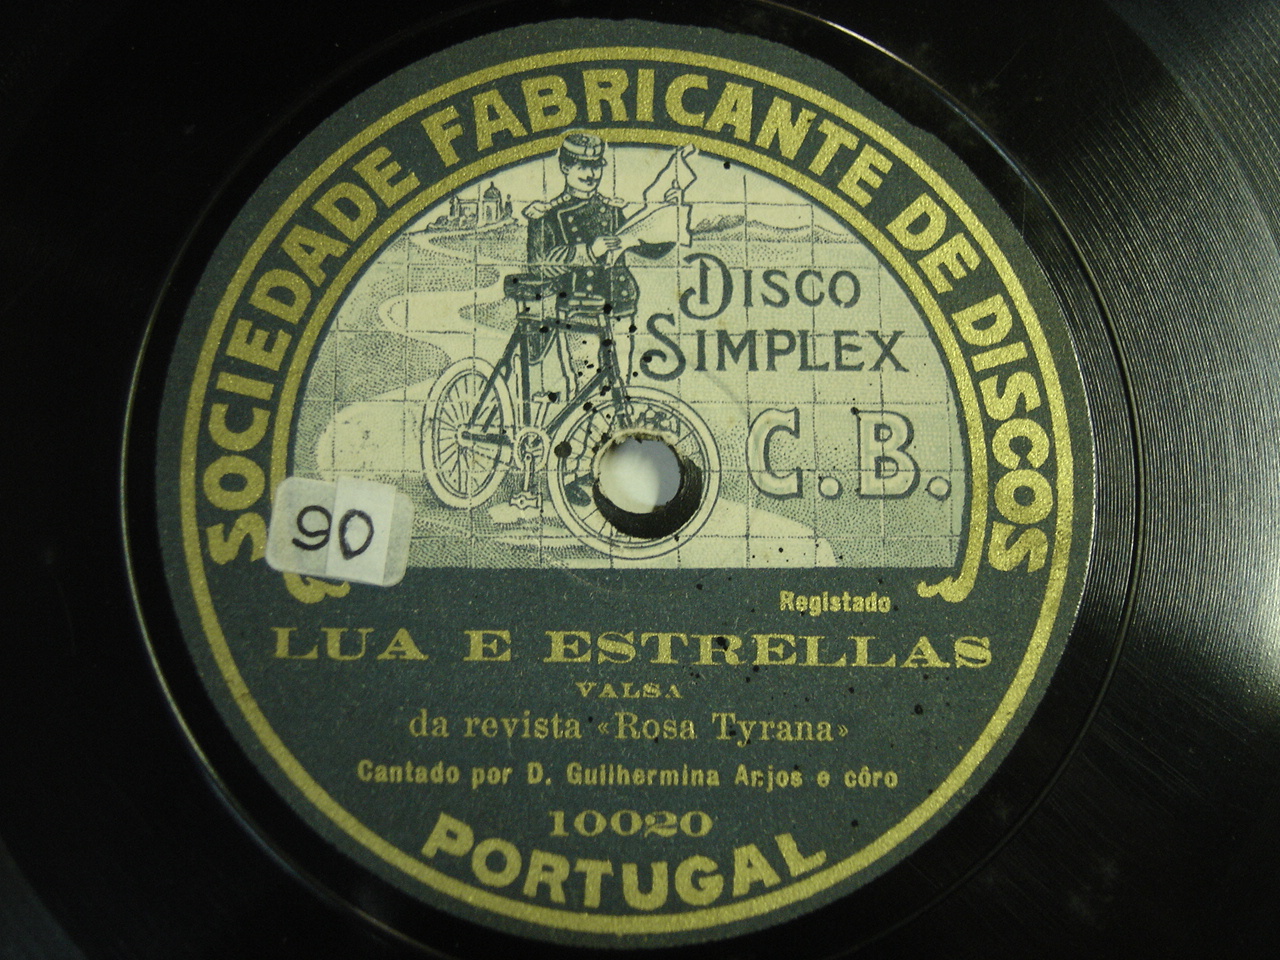 SOCIEDADE FABRICANTE DE DISCOS
DISCO
SIMPLEX
C.B.
90
Registado
LUA E ESTRELLAS
VALSA
da revista «Rosa Tyrana»
Cantado por D. Guilhermina Anjos e côro
10020
PORTUGAL